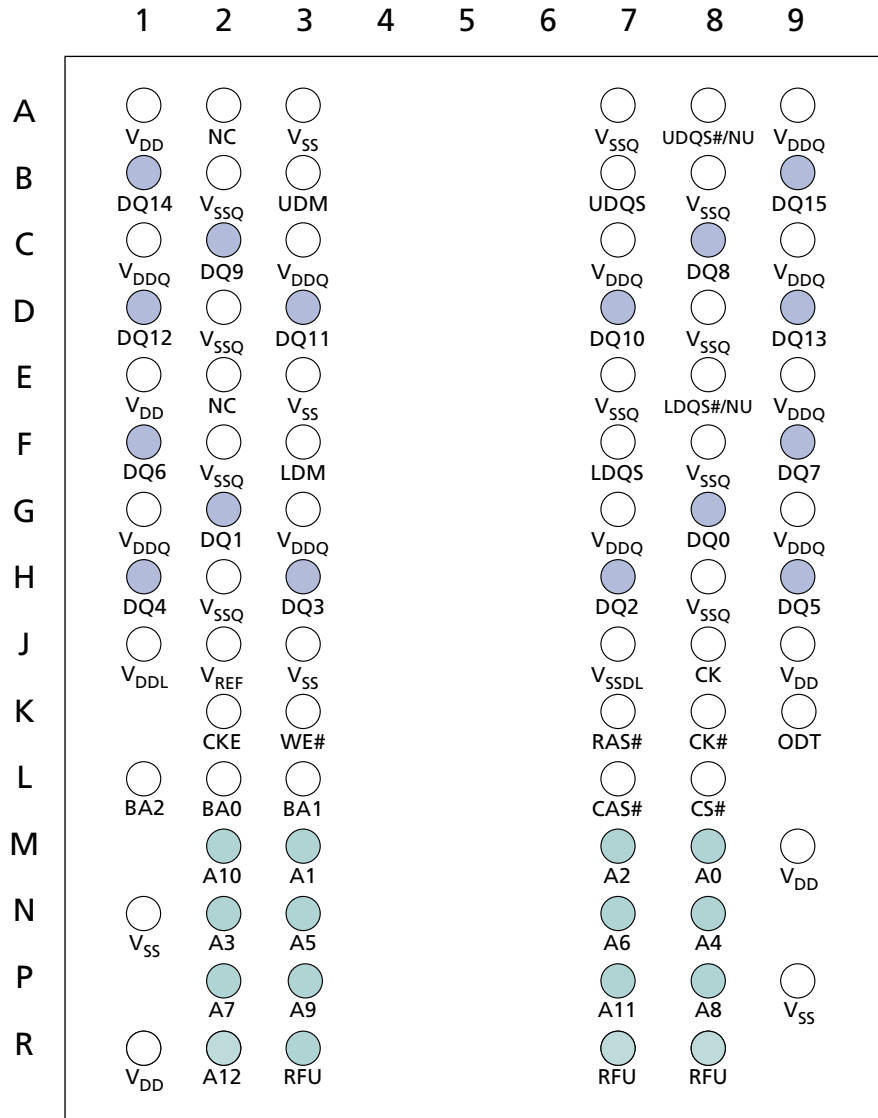 1 2 3 4 5 6 7 8 9
A
VDD NC VSS VSSQ UDQS#/NU VDDQ
B
DQ14 VSSQ UDM UDQS VSSQ DQ15
C
VDDQ DQ9 VDDQ VDDQ DQ8 VDDQ
D
DQ12 VSSQ DQ11 DQ10 VSSQ DQ13
E
VDD NC VSS VSSQ LDQS#/NU VDDQ
F
DQ6 VSSQ LDM LDQS VSSQ DQ7
G
VDDQ DQ1 VDDQ VDDQ DQ0 VDDQ
H
DQ4 VSSQ DQ3 DQ2 VSSQ DQ5
J
VDDL VREF VSS VSSDL CK VDD
K
CKE WE# RAS# CK# ODT
L
BA2 BA0 BA1 CAS# CS#
M
A10 A1 A2 A0 VDD
N
VSS A3 A5 A6 A4
P
A7 A9 A11 A8 VSS
R
VDD A12 RFU RFU RFU